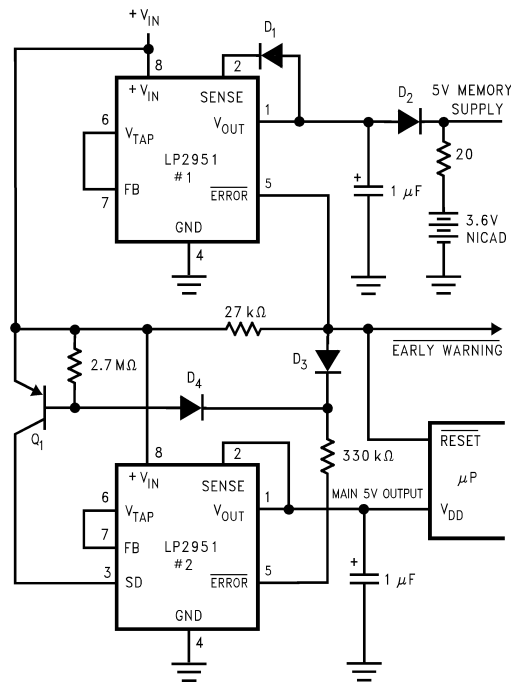 +VIN
D1
8
2
+VIN
SENSE
D2
5V MEMORY
SUPPLY
6
VTAP
VOUT
1
LP2951
#1
20
FB
7
ERROR
5
+
1 μF
3.6V
NICAD
GND
4
27 kΩ
2.7 MΩ
D3
EARLY WARNING
D4
Q1
RESET
330 kΩ
8
2
+VIN
SENSE
μP
6
VTAP
VOUT
1
MAIN 5V OUTPUT
VDD
7
FB
LP2951
#2
3
SD
ERROR
5
+
1 μF
GND
4